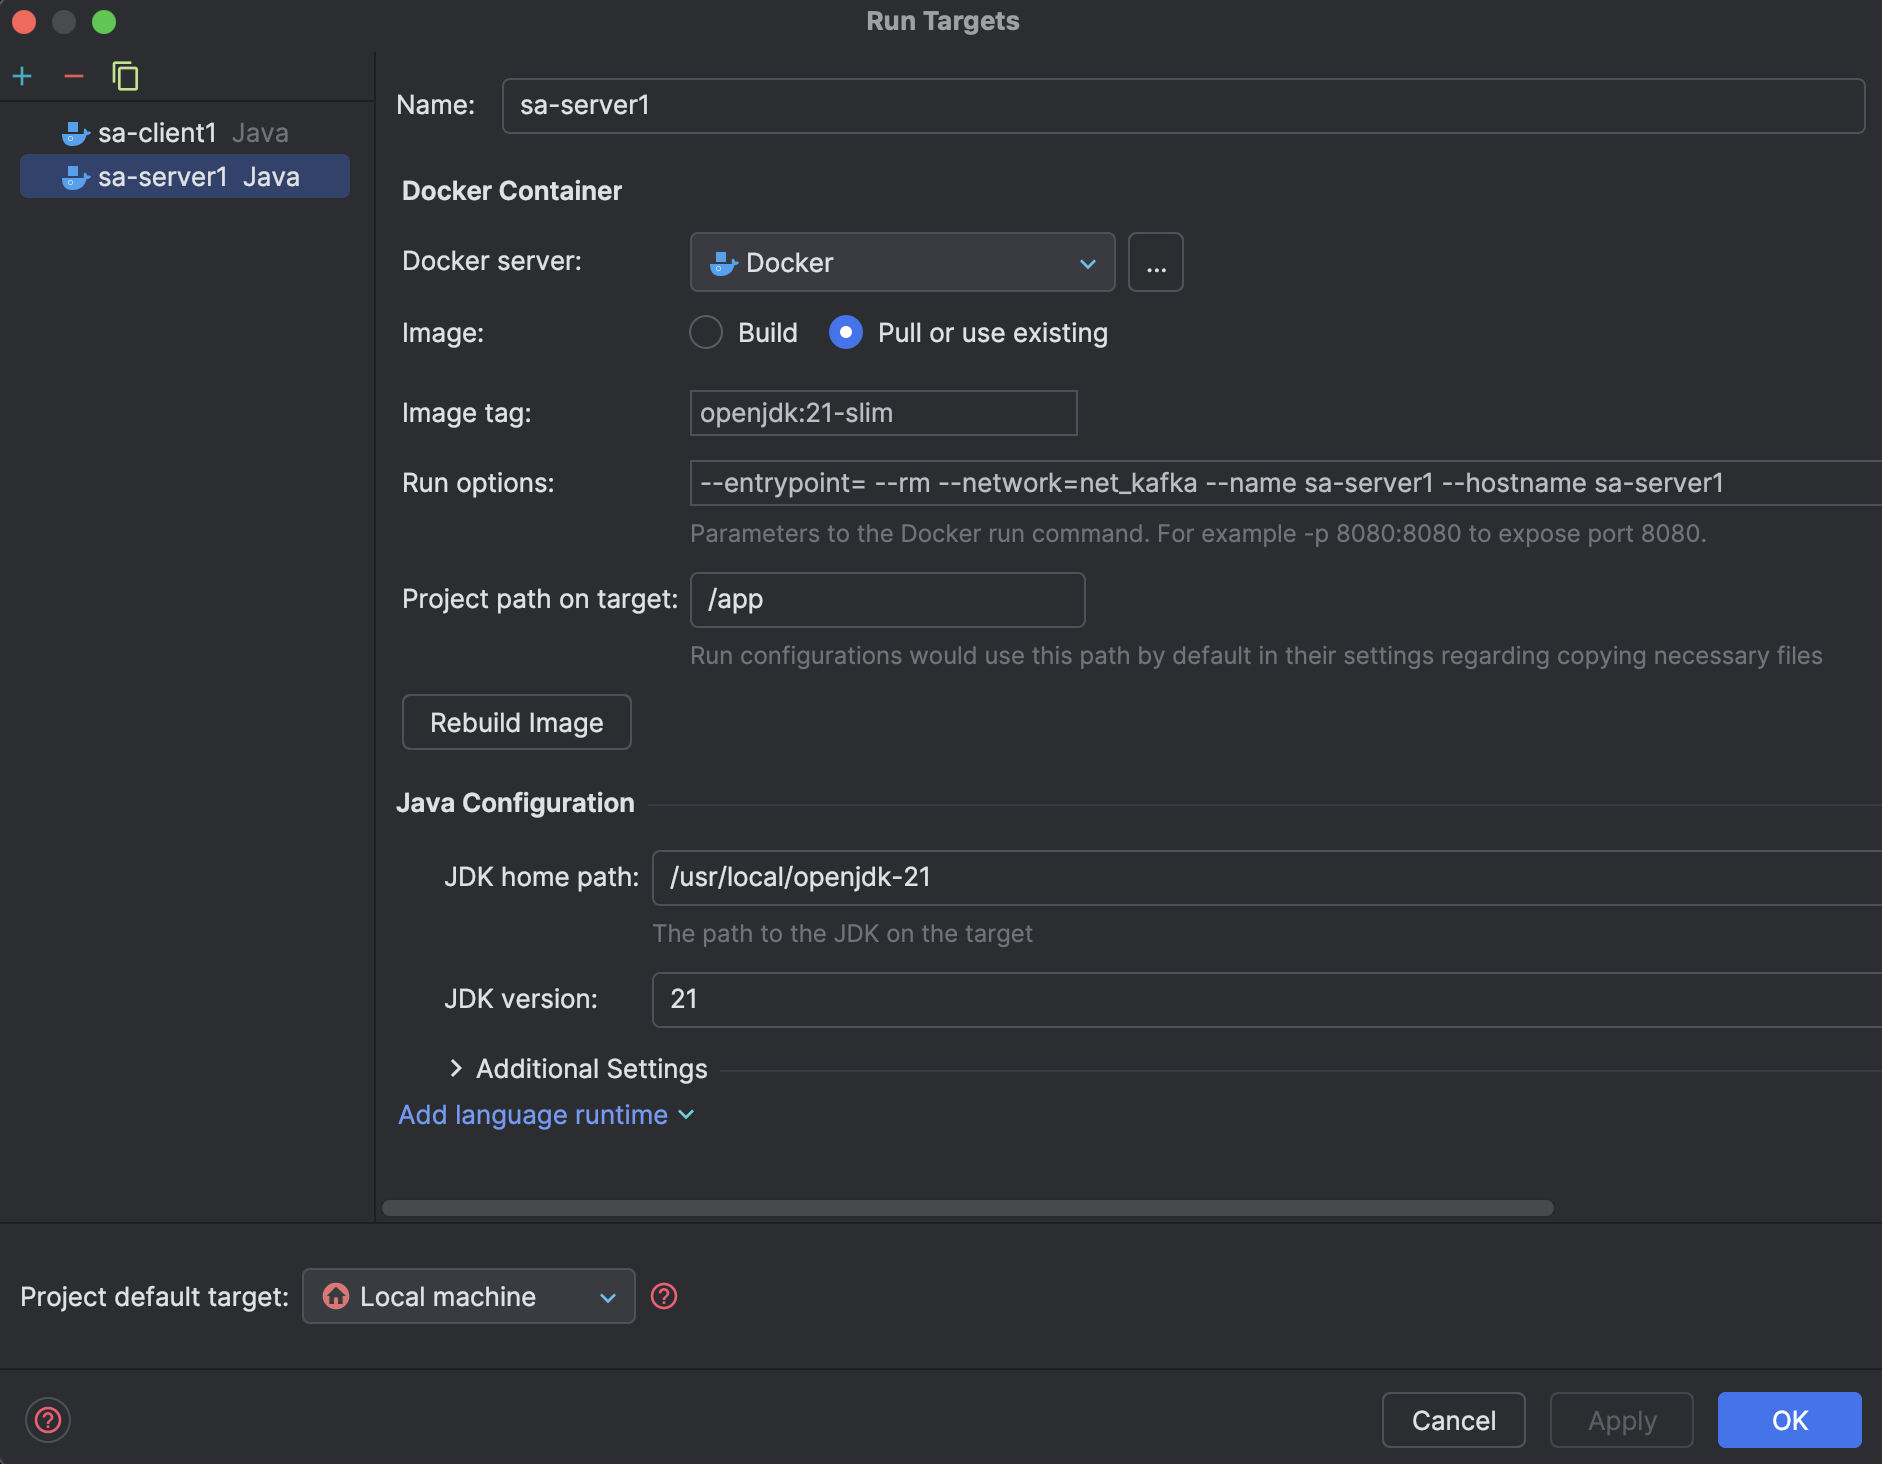 Run Targets
sa-client1 Java
sa-server1 Java
Name: sa-server1
Docker Container
Docker server: Docker ...
Image: Build Pull or use existing
Image tag: openjdk:21-slim
Run options: --entrypoint= --rm --network=net_kafka --name sa-server1 --hostname sa-server1
Parameters to the Docker run command. For example -p 8080:8080 to expose port 8080.
Project path on target: /app
Run configurations would use this path by default in their settings regarding copying necessary files
Rebuild Image
Java Configuration
JDK home path: /usr/local/openjdk-21
The path to the JDK on the target
JDK version: 21
Additional Settings
Add language runtime
Project default target: Local machine ?
? Cancel Apply OK